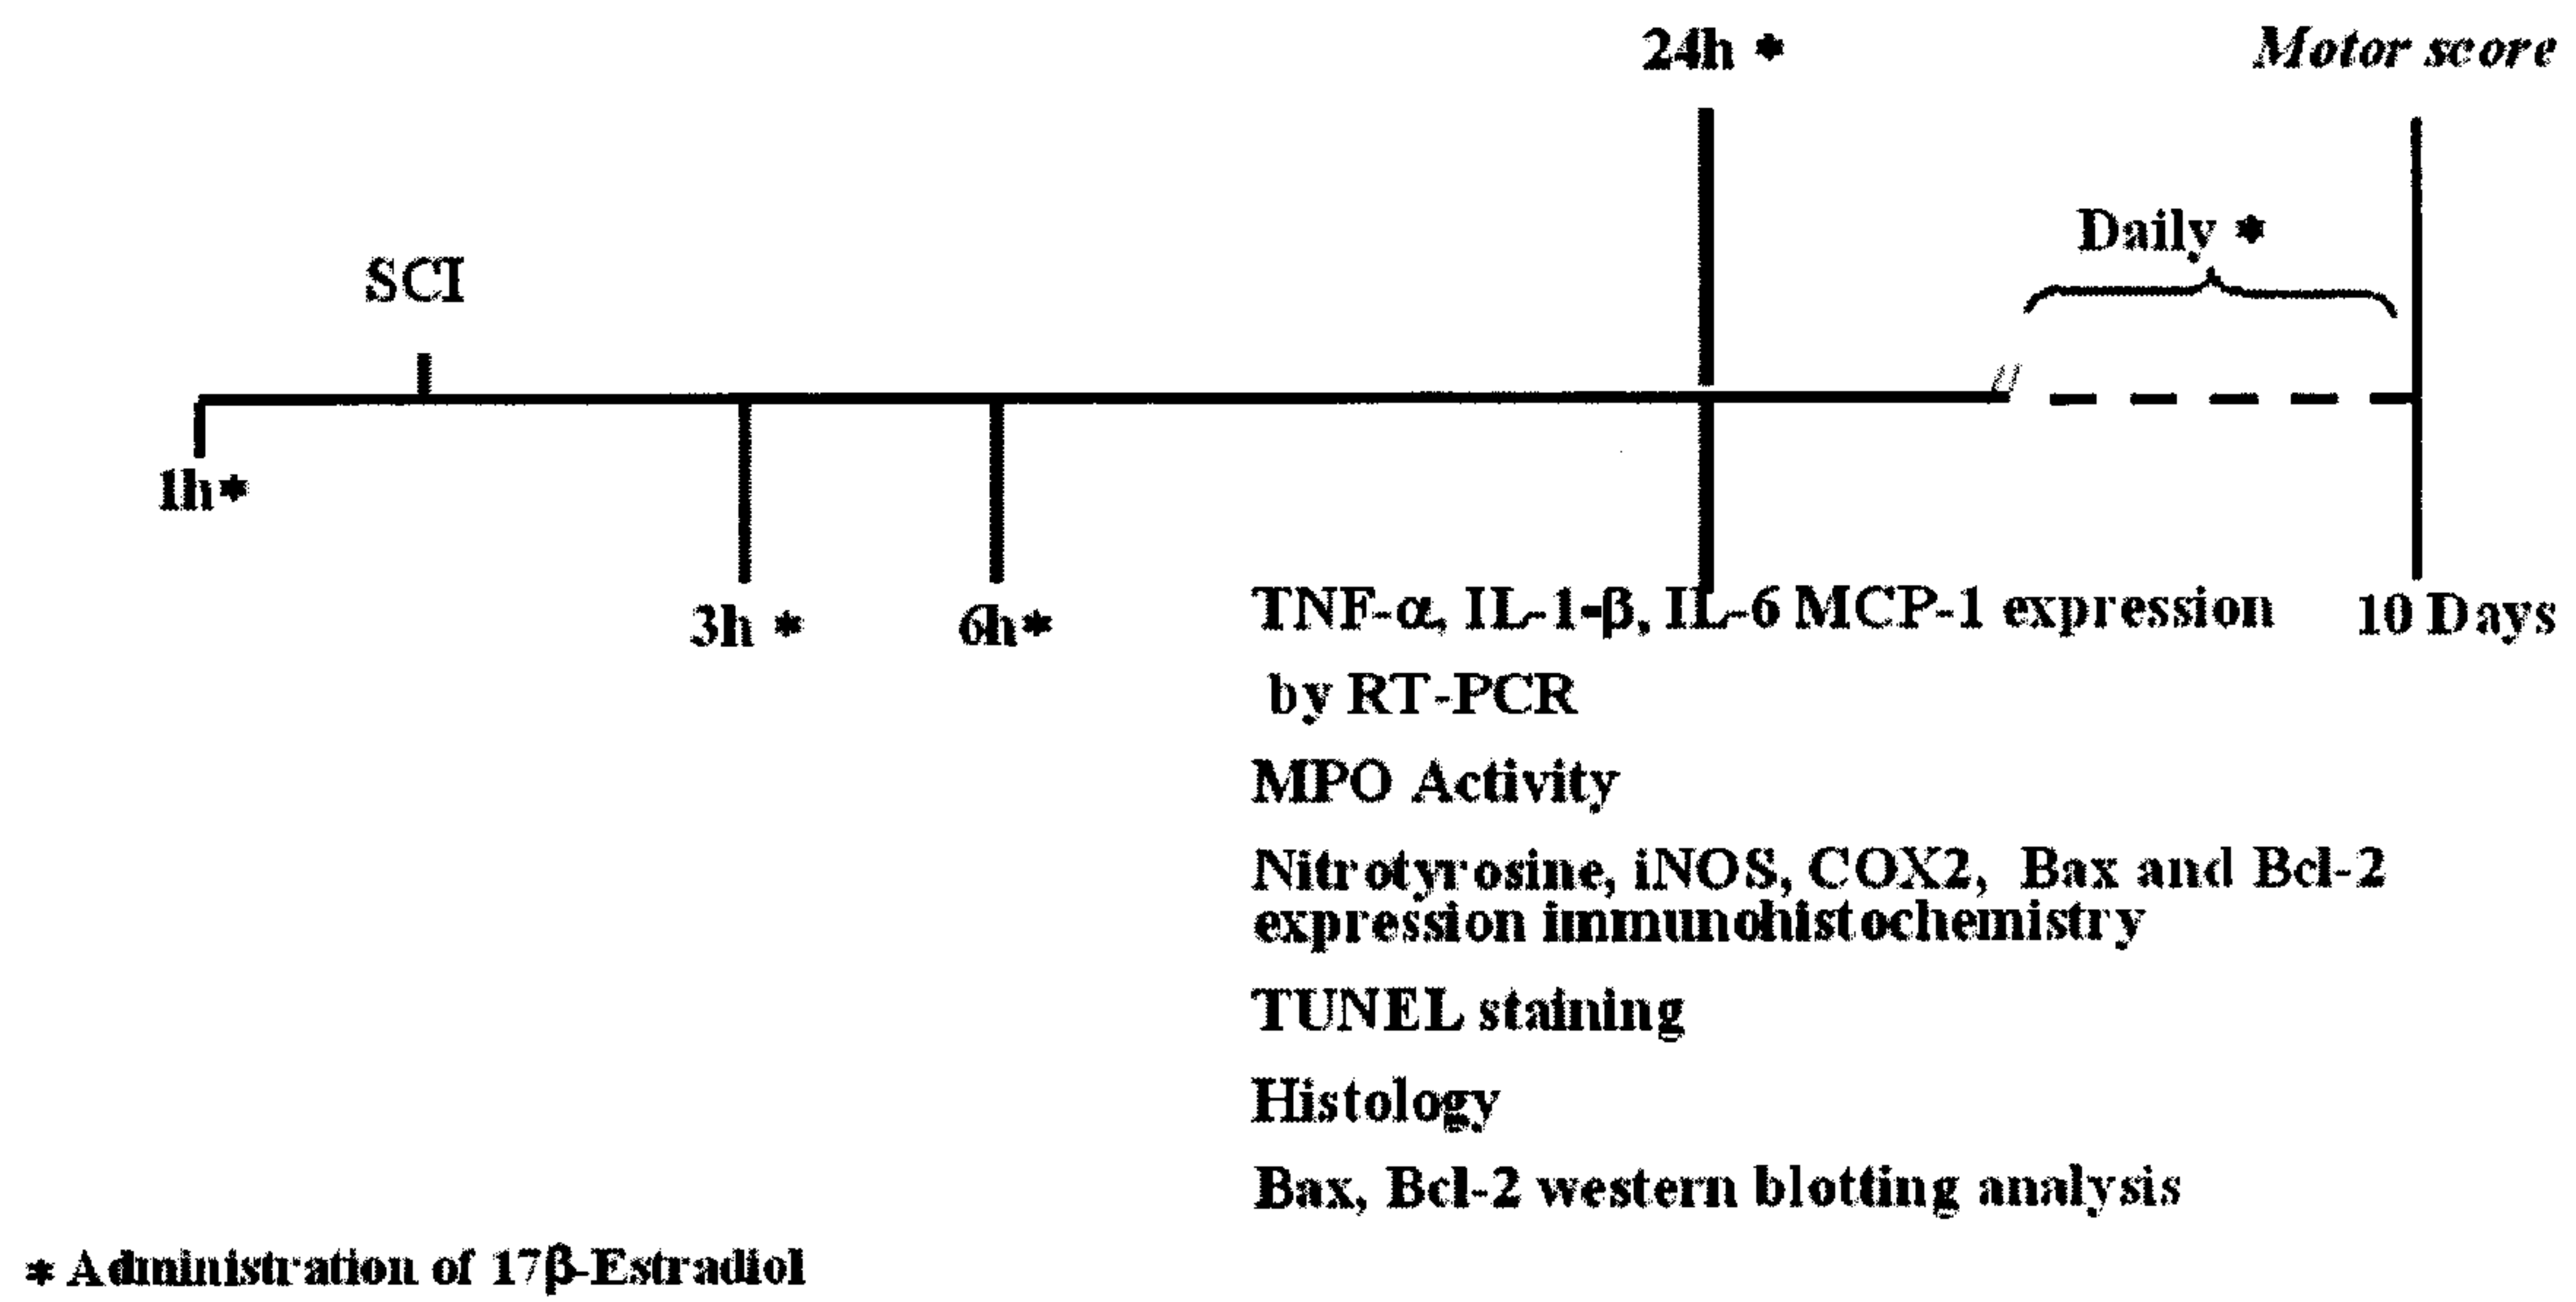 24h *
Motor score
Daily *
SCI
1h*
3h *
6h*
TNF-α, IL-1-β, IL-6 MCP-1 expression
10 Days
by RT-PCR
MPO Activity
Nitrotyrosine, iNOS, COX2, Bax and Bcl-2
expression immunohistochemistry
TUNEL staining
Histology
Bax, Bcl-2 western blotting analysis
* Administration of 17β-Estradiol